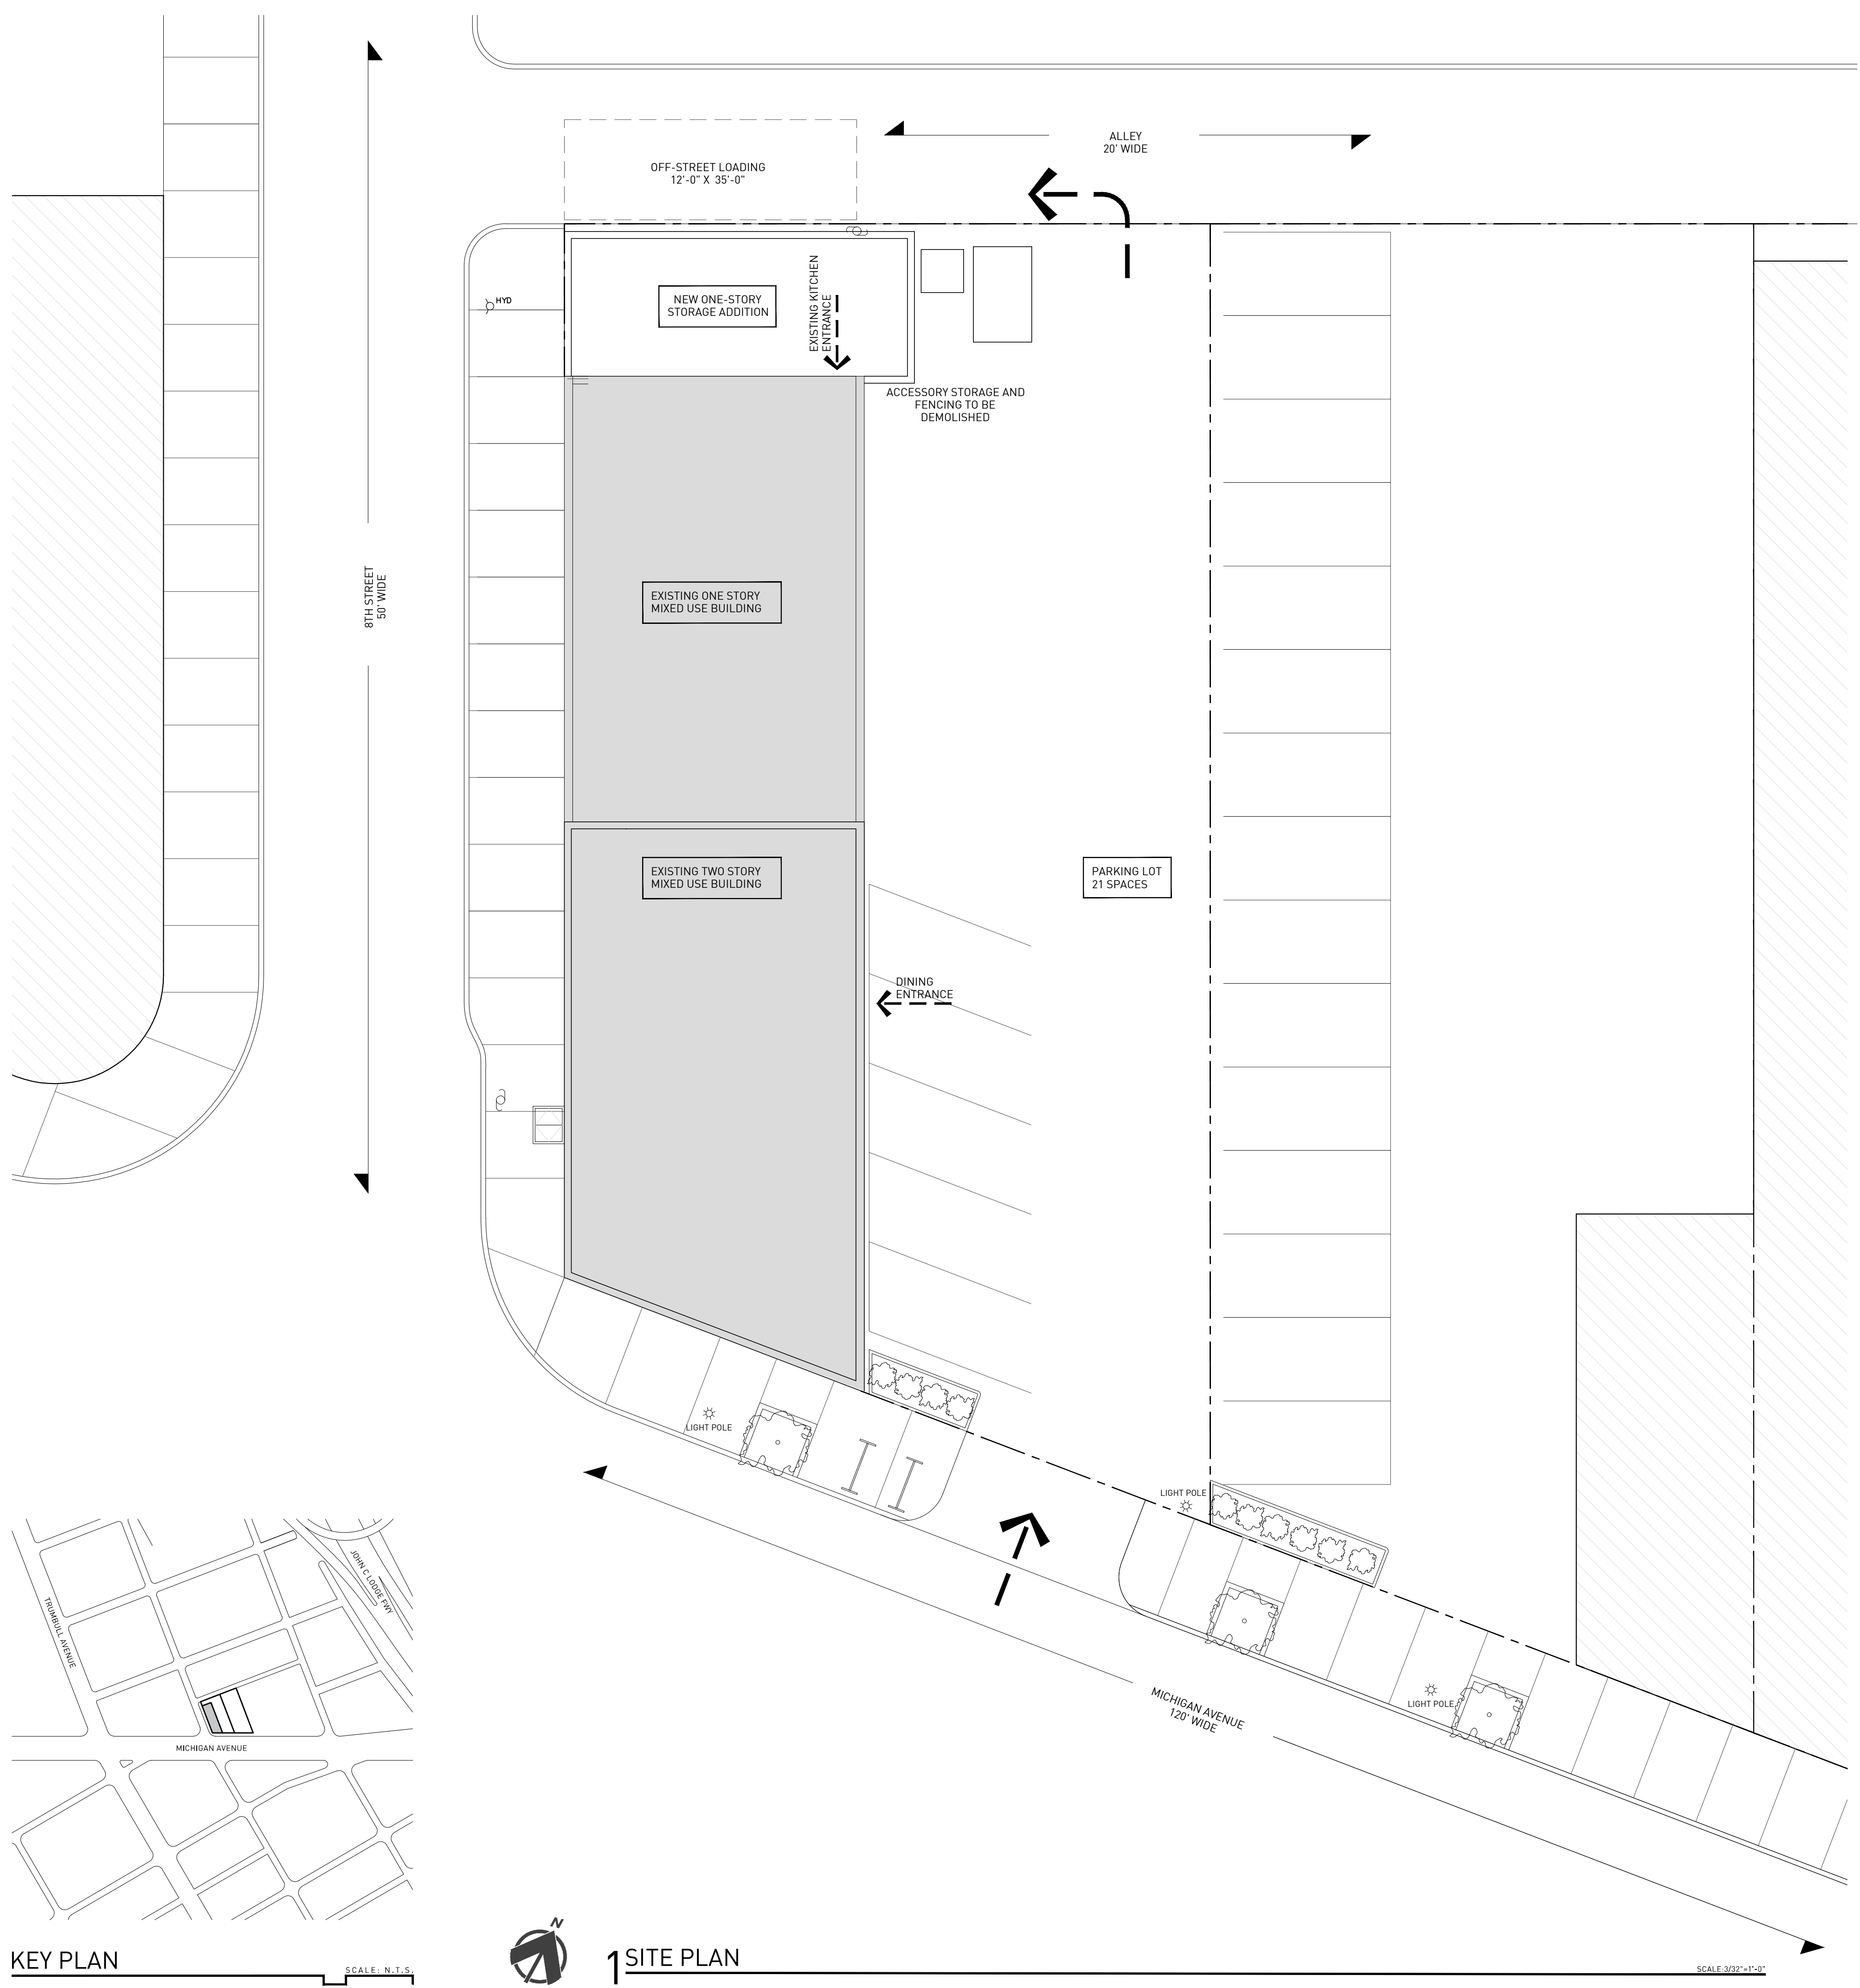 ALLEY
20' WIDE
OFF-STREET LOADING
12'-0" X 35'-0"
HYD
NEW ONE-STORY
STORAGE ADDITION
EXISTING KITCHEN
ENTRANCE
ACCESSORY STORAGE AND
FENCING TO BE
DEMOLISHED
8TH STREET
50' WIDE
EXISTING ONE STORY
MIXED USE BUILDING
EXISTING TWO STORY
MIXED USE BUILDING
PARKING LOT
21 SPACES
DINING
ENTRANCE
LIGHT POLE
LIGHT POLE
LIGHT POLE
MICHIGAN AVENUE
120' WIDE
JOHN C LODGE FWY
TRUMBULL AVENUE
MICHIGAN AVENUE
KEY PLAN
SCALE: N.T.S.
N
1 SITE PLAN
SCALE:3/32"=1'-0"